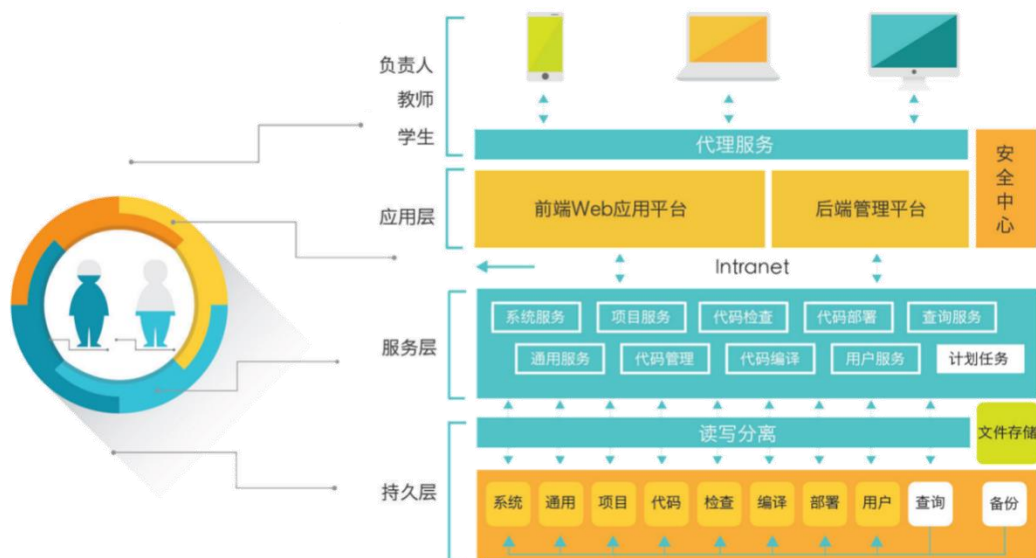 负责人
教师
学生
代理服务
安全中心
应用层
前端Web应用平台
后端管理平台
Intranet
服务层
系统服务
项目服务
代码检查
代码部署
查询服务
通用服务
代码管理
代码编译
用户服务
计划任务
读写分离
文件存储
持久层
系统
通用
项目
代码
检查
编译
部署
用户
查询
备份